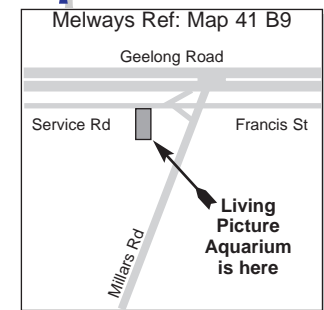 Melways Ref: Map 41 B9
Geelong Road
Service Rd
Francis St
Living
Picture
Aquarium
is here
Millars Rd